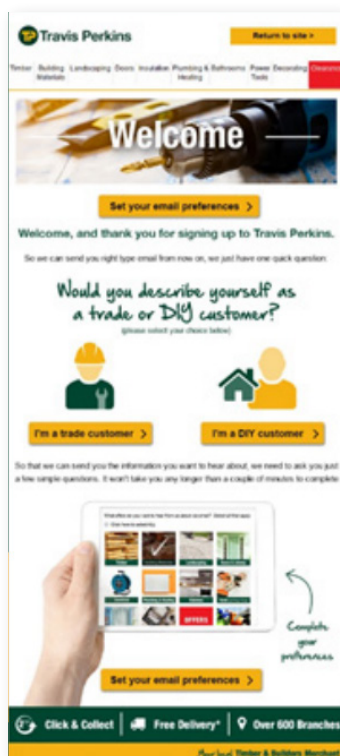 Travis Perkins
Return to site >
Timber Building Materials Landscaping Doors Insulation Plumbing & Heating Bathrooms Power Tools Decorating Clearance
Welcome
Set your email preferences >
Welcome, and thank you for signing up to Travis Perkins.
So we can send you right type email from now on, we just have one quick question:
Would you describe yourself as
a trade or DIY customer?
(please select your choice below)
I'm a trade customer >
I'm a DIY customer >
So that we can send you the information you want to hear about, we need to ask you just
a few simple questions. It won't take you any longer than a couple of minutes to complete
OFFERS
Complete
your
preferences
Set your email preferences >
Click & Collect
Free Delivery*
Over 600 Branches
Timber & Builders Merchant